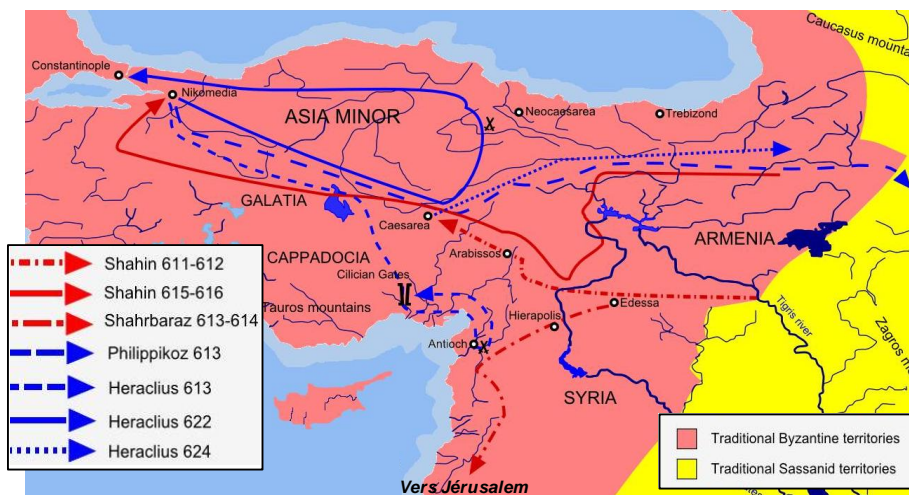 Caucasus mounta
Constantinople
Nikomedia
ASIA MINOR
Neocaesarea
Trebizond
GALATIA
Caesarea
ARMENIA
Arabissos
CAPPADOCIA
Cilician Gates
Tauros mountains
Hierapolis
Edessa
Tigris river
Zagros m
Antioch
SYRIA
Vers Jérusalem
Shahin 611-612
Shahin 615-616
Shahrbaraz 613-614
Philippikoz 613
Heraclius 613
Heraclius 622
Heraclius 624
Traditional Byzantine territories
Traditional Sassanid territories